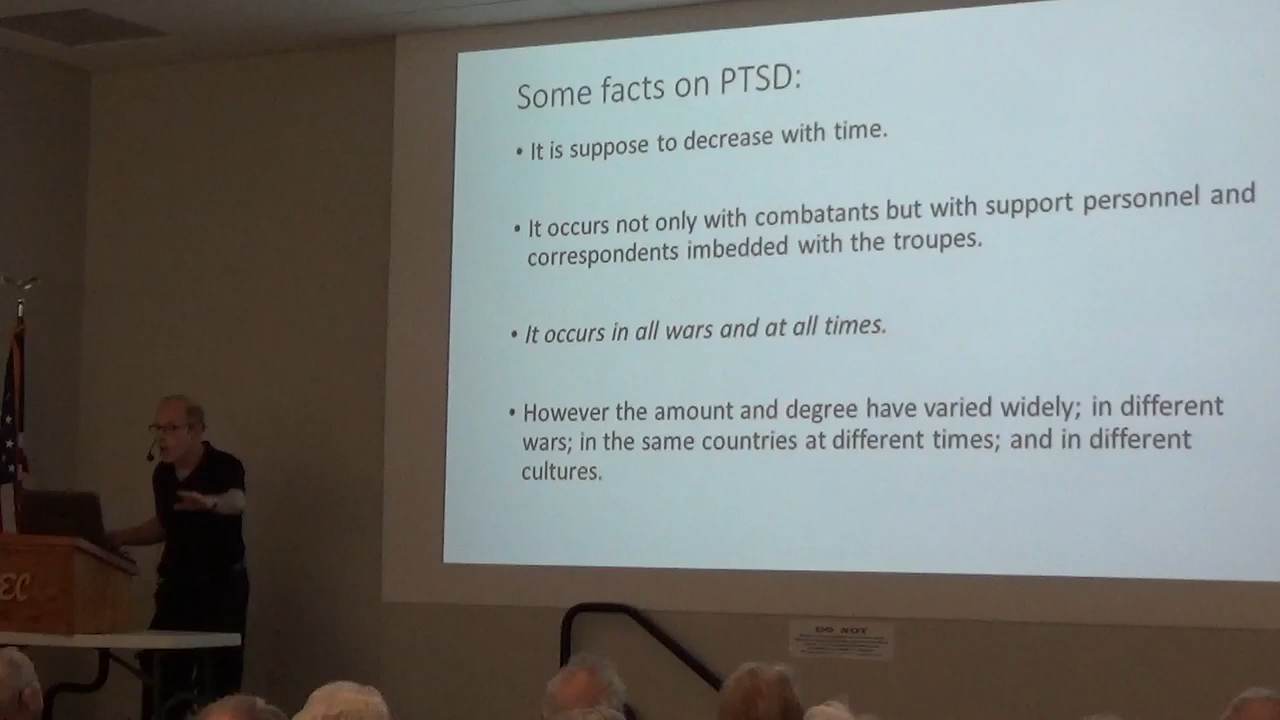 Some facts on PTSD:
• It is suppose to decrease with time.
• It occurs not only with combatants but with support personnel and
correspondents imbedded with the troupes.
• It occurs in all wars and at all times.
• However the amount and degree have varied widely; in different
wars; in the same countries at different times; and in different
cultures.
EC
DO NOT